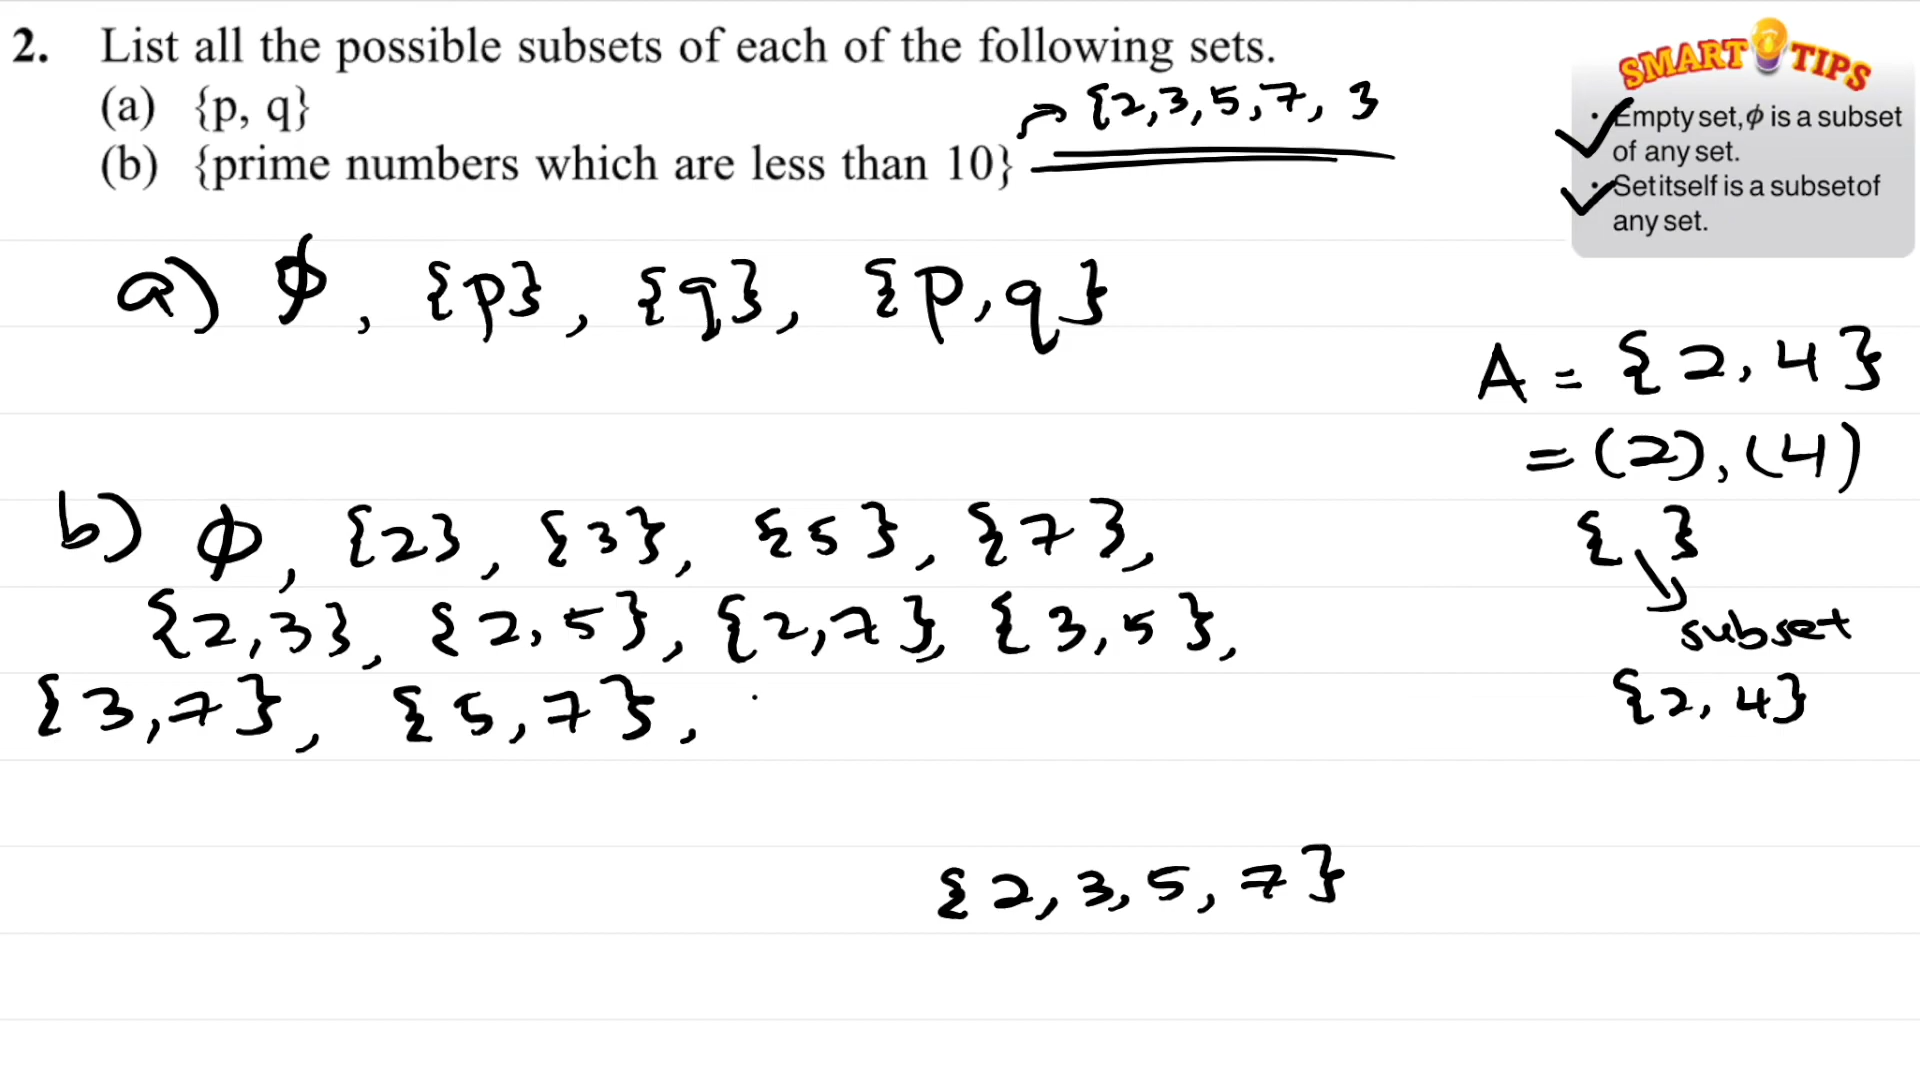 2. List all the possible subsets of each of the following sets.
(a) {p, q}
(b) {prime numbers which are less than 10}
{2,3,5,7, 3
SMART TIPS
• Empty set, ϕ is a subset
of any set.
• Set itself is a subset of
any set.
a) ϕ, {p}, {q}, {p,q}
A = {2,4}
= (2), (4)
{ }
subset
{2,4}
b) ϕ, {2}, {3}, {5}, {7},
{2,3}, {2,5}, {2,7}, {3,5},
{3,7}, {5,7},
{2,3,5,7}